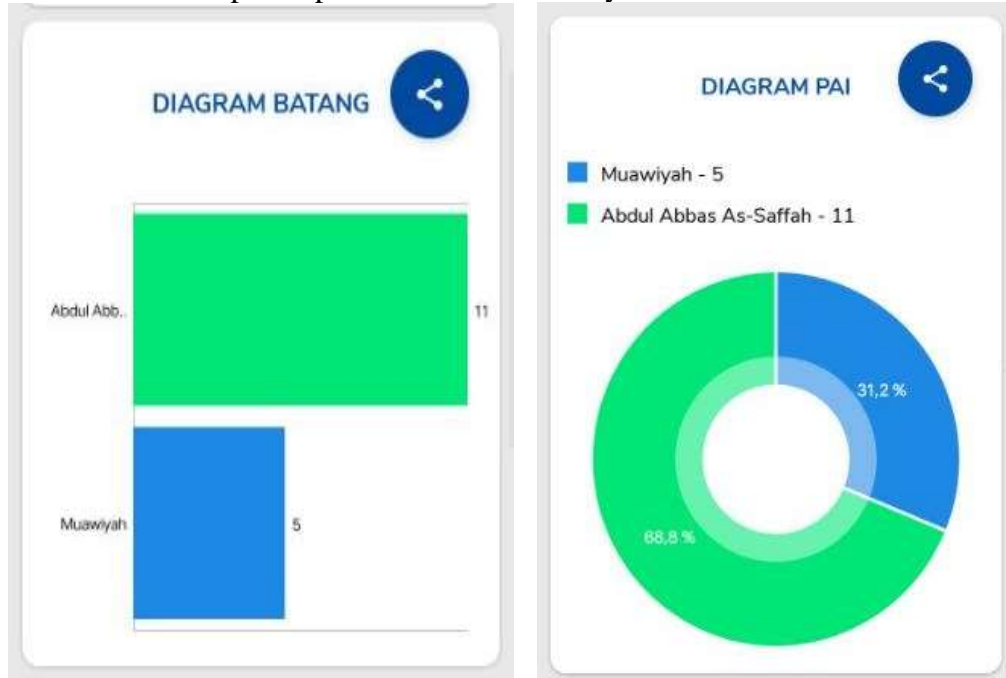 DIAGRAM BATANG
Abdul Abb..
11
Muawiyah
5
DIAGRAM PAI
Muawiyah - 5
Abdul Abbas As-Saffah - 11
31,2 %
68,8 %